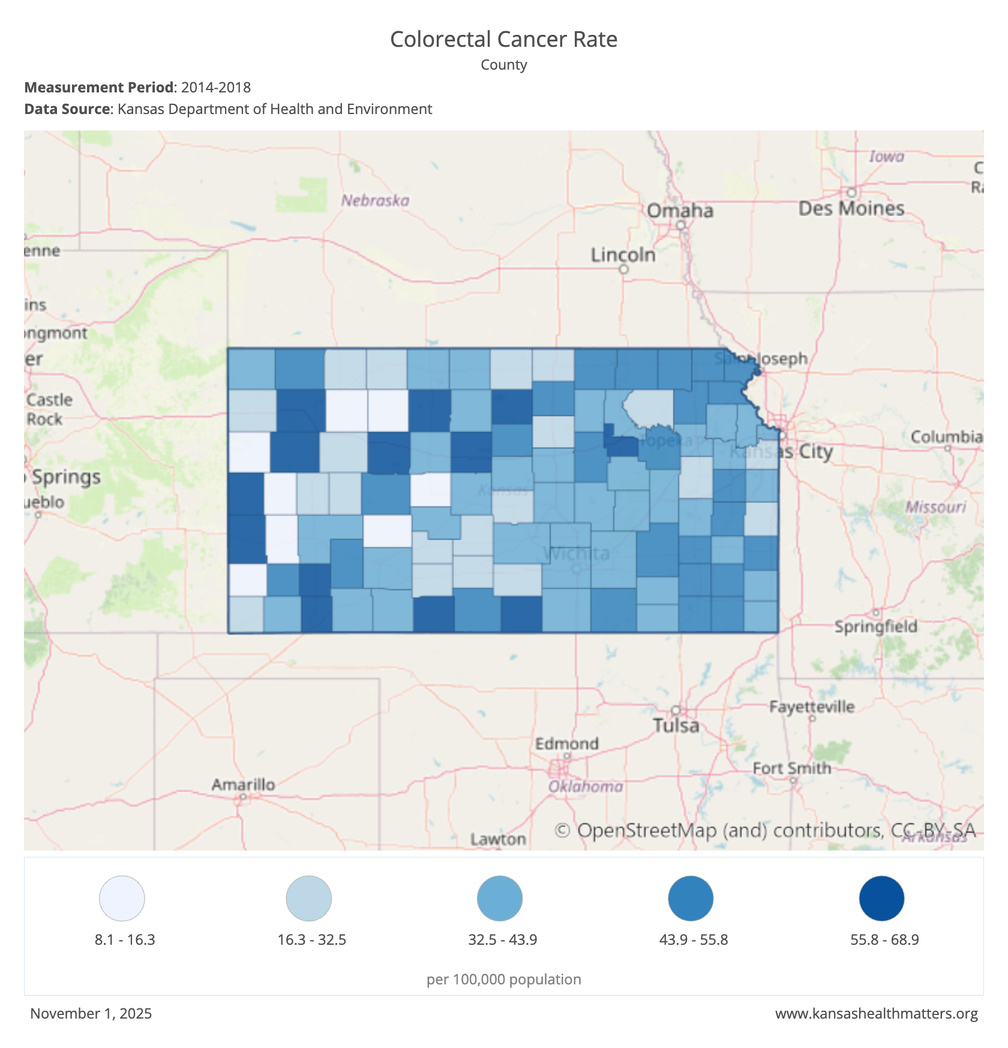 Colorectal Cancer Rate
County
Measurement Period: 2014-2018
Data Source: Kansas Department of Health and Environment
Iowa
Nebraska
Omaha
Des Moines
enne
Lincoln
ins
ongmont
er
Saint Joseph
Castle
Rock
Columbia
Topeka
Kansas City
Springs
ueblo
Kansas
Missouri
Wichita
Springfield
Fayetteville
Tulsa
Edmond
Fort Smith
Amarillo
Oklahoma
© OpenStreetMap (and) contributors, CC-BY-SA
Arkansas
Lawton
8.1 - 16.3
16.3 - 32.5
32.5 - 43.9
43.9 - 55.8
55.8 - 68.9
per 100,000 population
November 1, 2025
www.kansashealthmatters.org